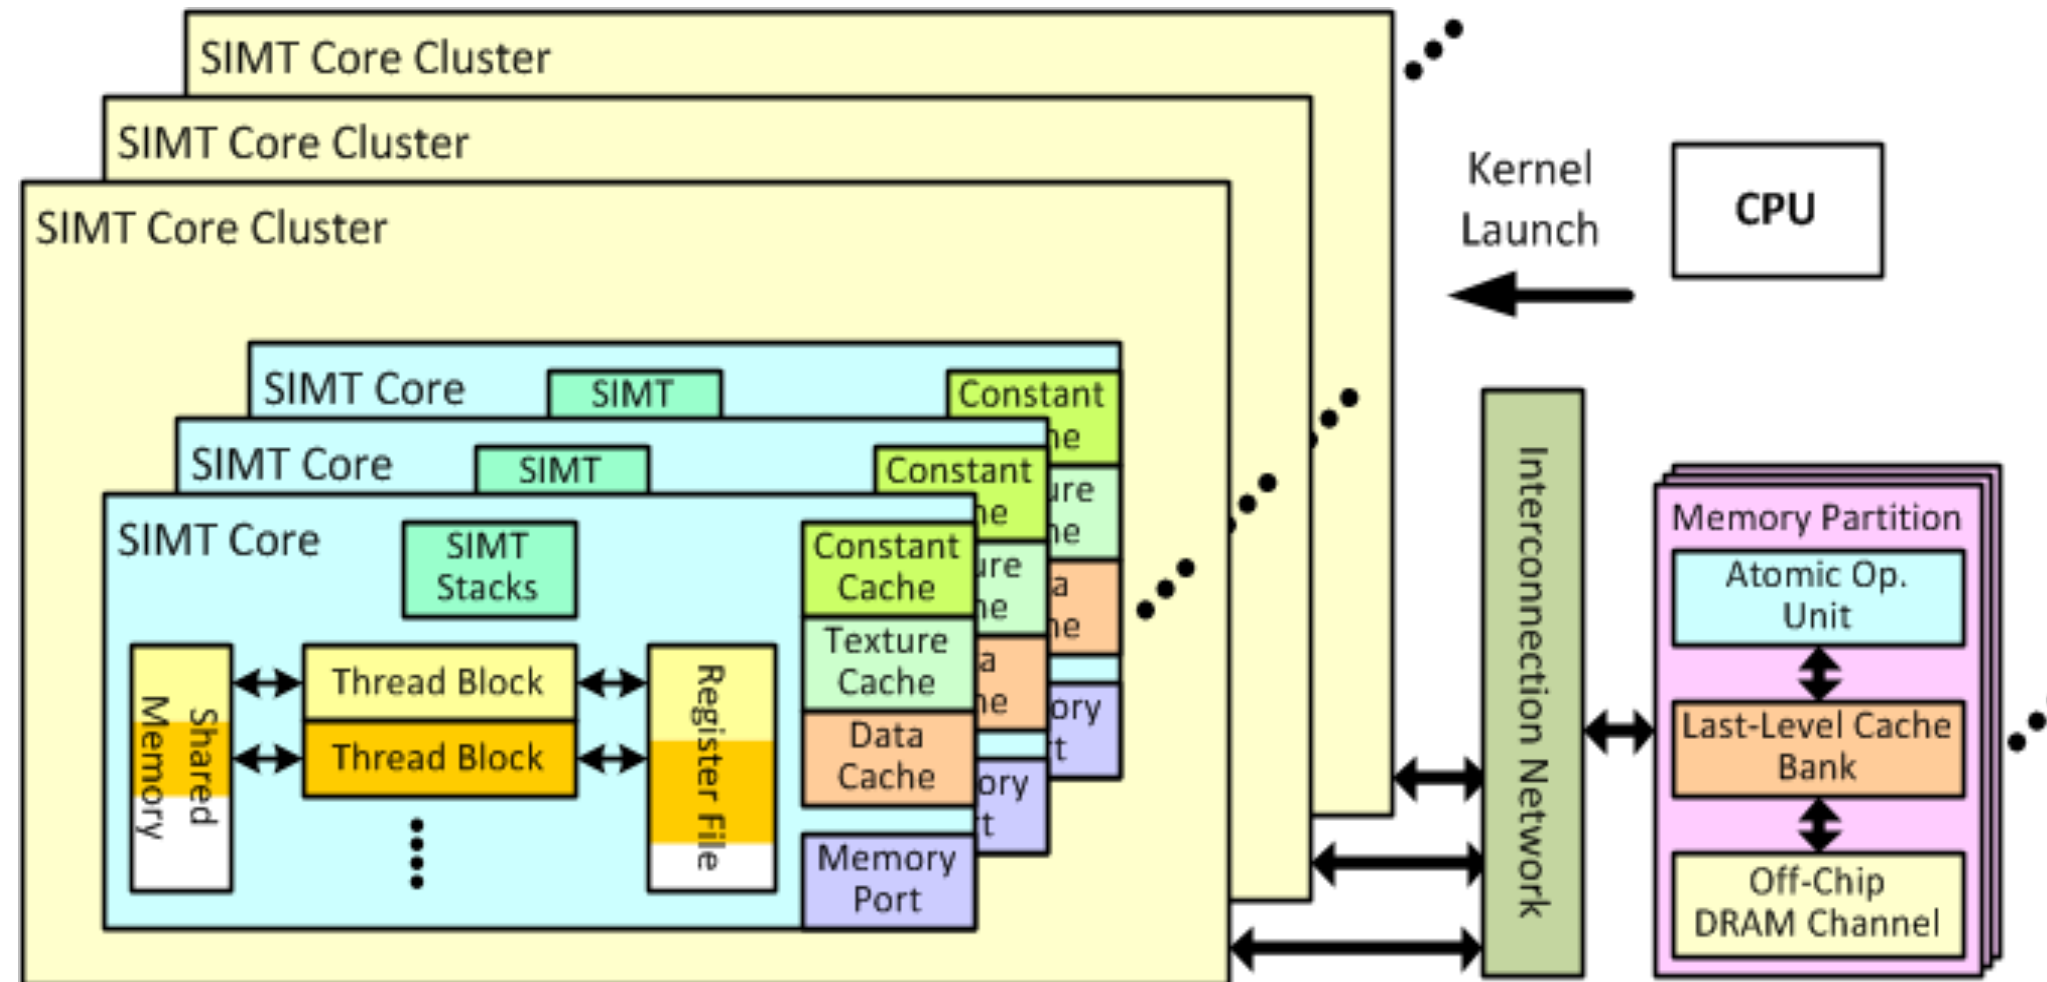 SIMT Core Cluster
SIMT Core Cluster
SIMT Core Cluster
Kernel
Launch
CPU
SIMT Core
SIMT
Constant
SIMT Core
SIMT
Constant
SIMT Core
SIMT
Stacks
Constant
Cache
Texture
Cache
Data
Cache
Memory
Port
Shared
Memory
Thread Block
Thread Block
Register File
Interconnection Network
Memory Partition
Atomic Op.
Unit
Last-Level Cache
Bank
Off-Chip
DRAM Channel